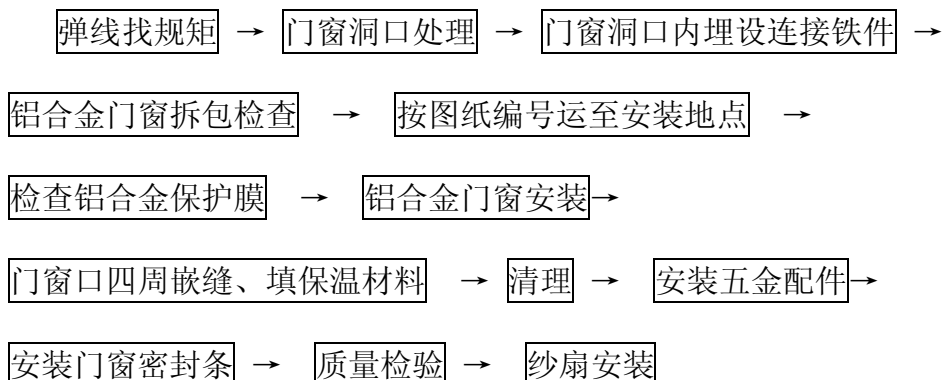 弹线找规矩 → 门窗洞口处理 → 门窗洞口内埋设连接铁件 →
铝合金门窗拆包检查 → 按图纸编号运至安装地点 →
检查铝合金保护膜 → 铝合金门窗安装→
门窗口四周嵌缝、填保温材料 → 清理 → 安装五金配件→
安装门窗密封条 → 质量检验 → 纱扇安装